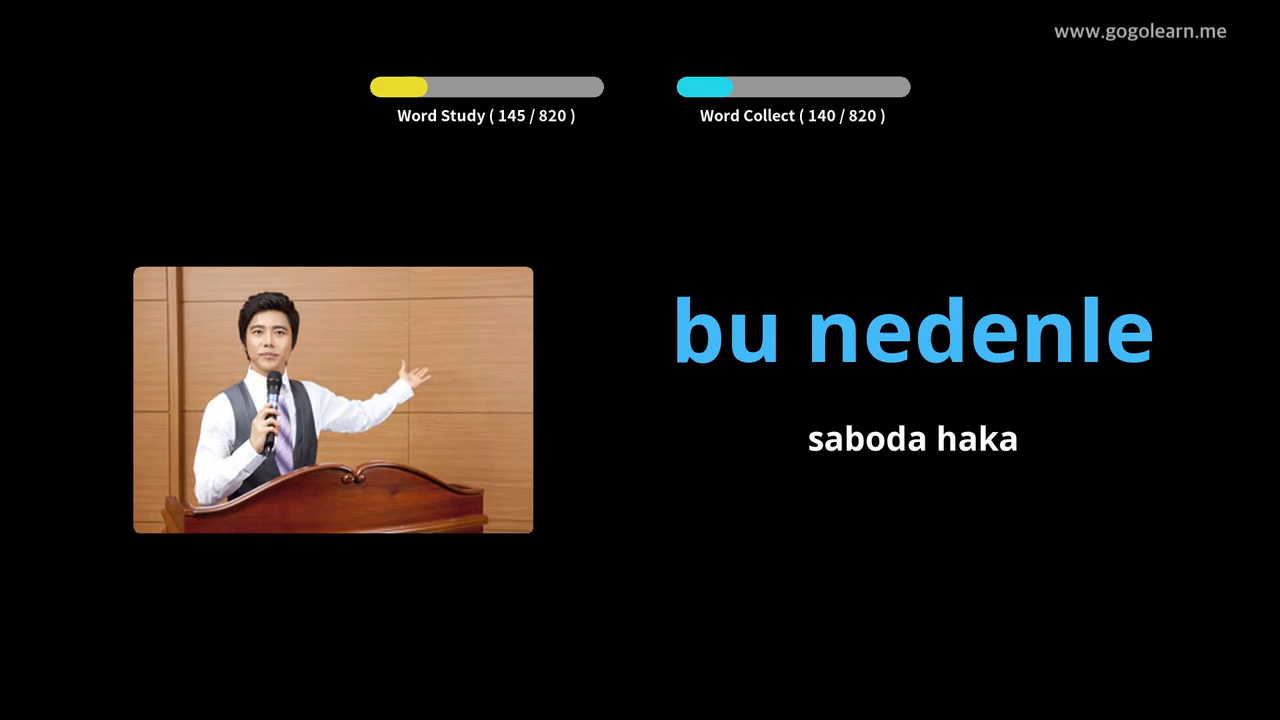 www.gogolearn.me
Word Study ( 145 / 820 )
Word Collect ( 140 / 820 )
bu nedenle
saboda haka